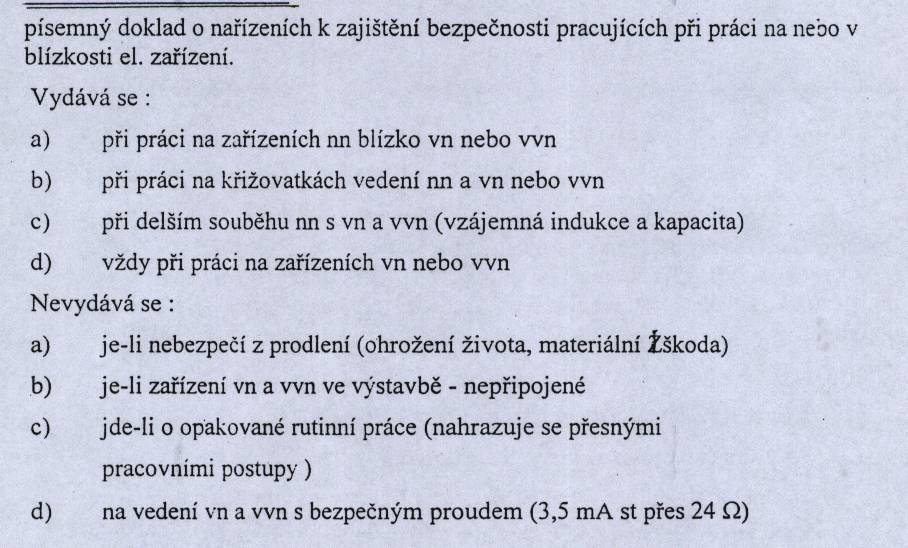 písemný doklad o nařízeních k zajištění bezpečnosti pracujících při práci na nebo v
blízkosti el. zařízení.
Vydává se :
a) při práci na zařízeních nn blízko vn nebo vvn
b) při práci na křižovatkách vedení nn a vn nebo vvn
c) při delším souběhu nn s vn a vvn (vzájemná indukce a kapacita)
d) vždy při práci na zařízeních vn nebo vvn
Nevydává se :
a) je-li nebezpečí z prodlení (ohrožení života, materiální Žškoda)
b) je-li zařízení vn a vvn ve výstavbě - nepřipojené
c) jde-li o opakované rutinní práce (nahrazuje se přesnými
pracovními postupy )
d) na vedení vn a vvn s bezpečným proudem (3,5 mA st přes 24 Ω)